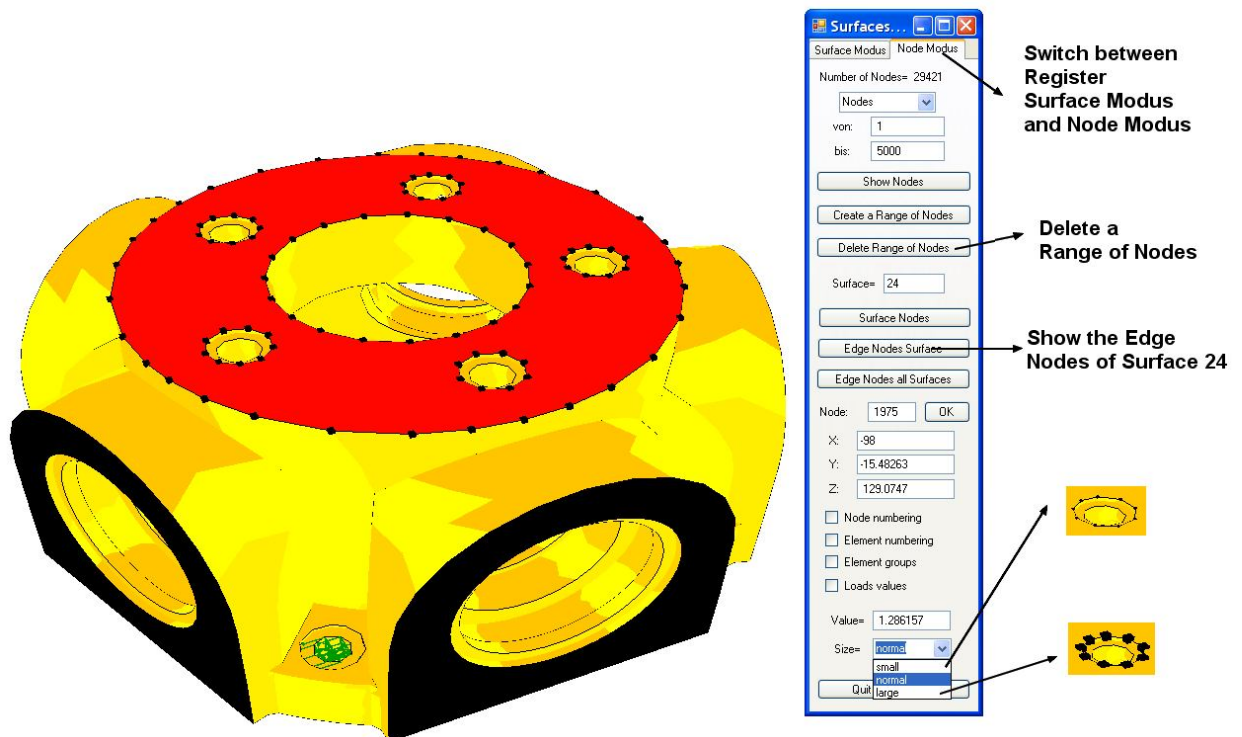 Surfaces...
Surface Modus Node Modus
Number of Nodes= 29421
Nodes
von: 1
bis: 5000
Show Nodes
Create a Range of Nodes
Delete Range of Nodes
Surface= 24
Surface Nodes
Edge Nodes Surface
Edge Nodes all Surfaces
Node: 1975 OK
X: -98
Y: -15.48263
Z: 129.0747
Node numbering
Element numbering
Element groups
Loads values
Value= 1.286157
Size= normal
small
normal
large
Quit
Switch between
Register
Surface Modus
and Node Modus
Delete a
Range of Nodes
Show the Edge
Nodes of Surface 24